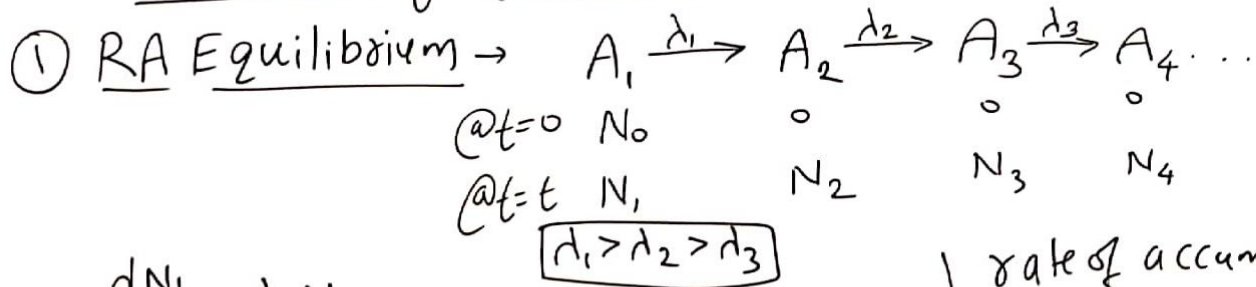 ① RA Equilibrium → A₁ —λ₁→ A₂ —λ₂→ A₃ —λ₃→ A₄...
@t=0 N₀ 0 0 0
@t=t N₁ N₂ N₃ N₄
λ₁>λ₂>λ₃
dN₁ rate of accum